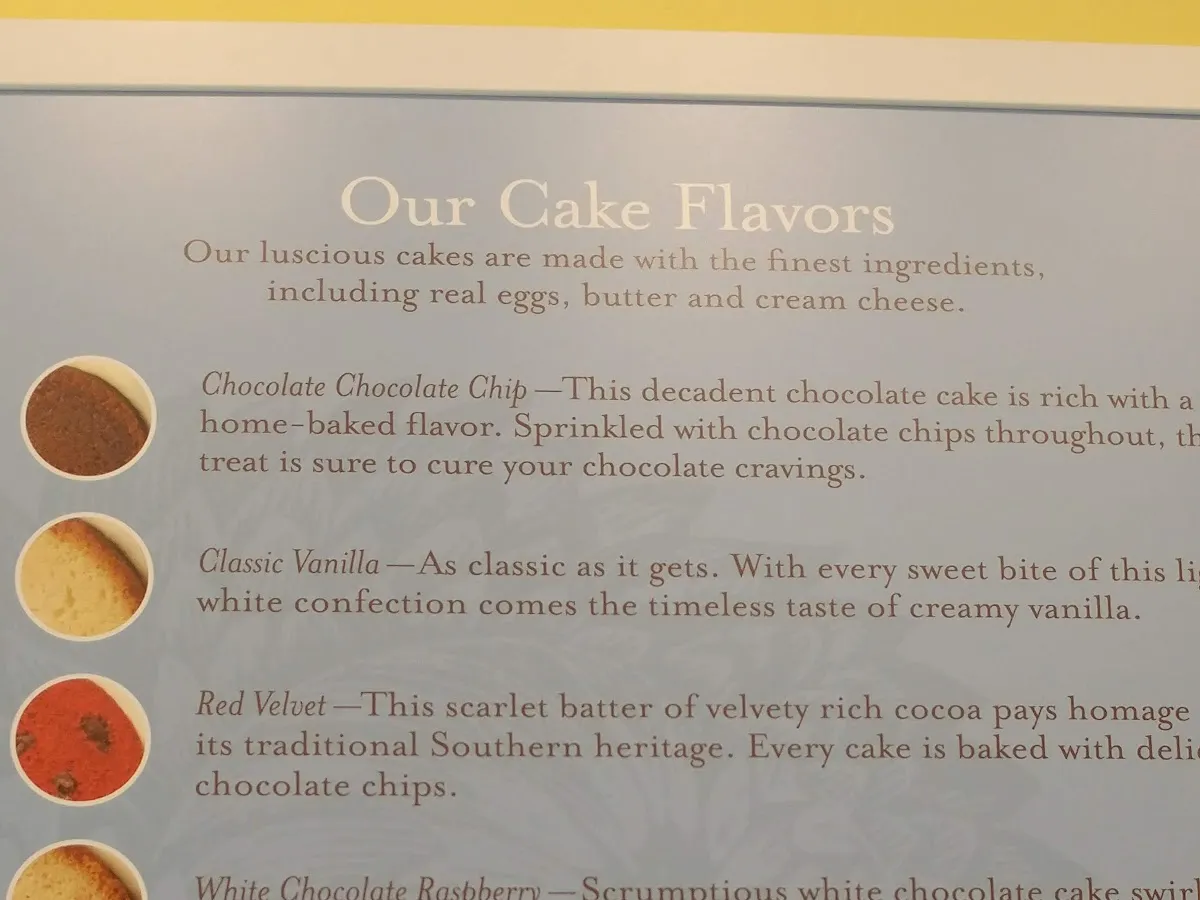 Our Cake Flavors
Our luscious cakes are made with the finest ingredients,
including real eggs, butter and cream cheese.
Chocolate Chocolate Chip —This decadent chocolate cake is rich with a
home-baked flavor. Sprinkled with chocolate chips throughout,
treat is sure to cure your chocolate cravings.
Classic Vanilla —As classic as it gets. With every sweet bite of this
white confection comes the timeless taste of creamy vanilla.
Red Velvet —This scarlet batter of velvety rich cocoa pays homage
its traditional Southern heritage. Every cake is baked with
chocolate chips.
White Chocolate Raspberry —Scrumptious white chocolate cake